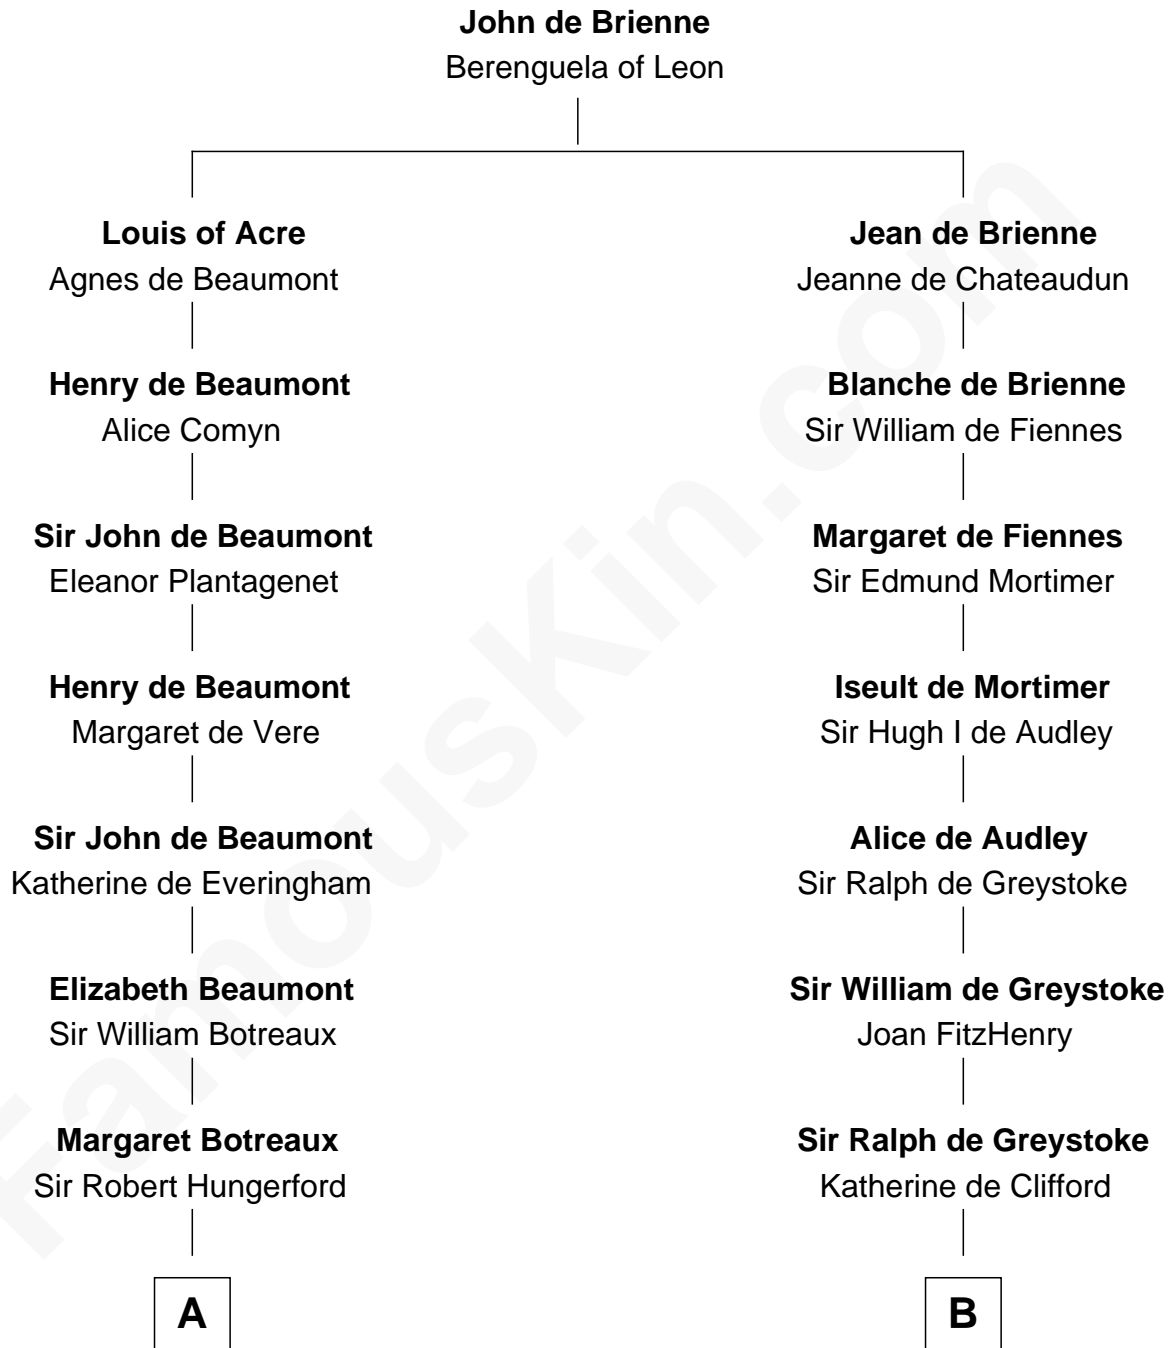 John de Brienne
Berenguela of Leon
Louis of Acre
Agnes de Beaumont
Jean de Brienne
Jeanne de Chateaudun
Henry de Beaumont
Alice Comyn
Blanche de Brienne
Sir William de Fiennes
Sir John de Beaumont
Eleanor Plantagenet
Margaret de Fiennes
Sir Edmund Mortimer
Henry de Beaumont
Margaret de Vere
Iseult de Mortimer
Sir Hugh I de Audley
Sir John de Beaumont
Katherine de Everingham
Alice de Audley
Sir Ralph de Greystoke
Elizabeth Beaumont
Sir William Botreaux
Sir William de Greystoke
Joan FitzHenry
Margaret Botreaux
Sir Robert Hungerford
Sir Ralph de Greystoke
Katherine de Clifford
A
B
FamousKin.com